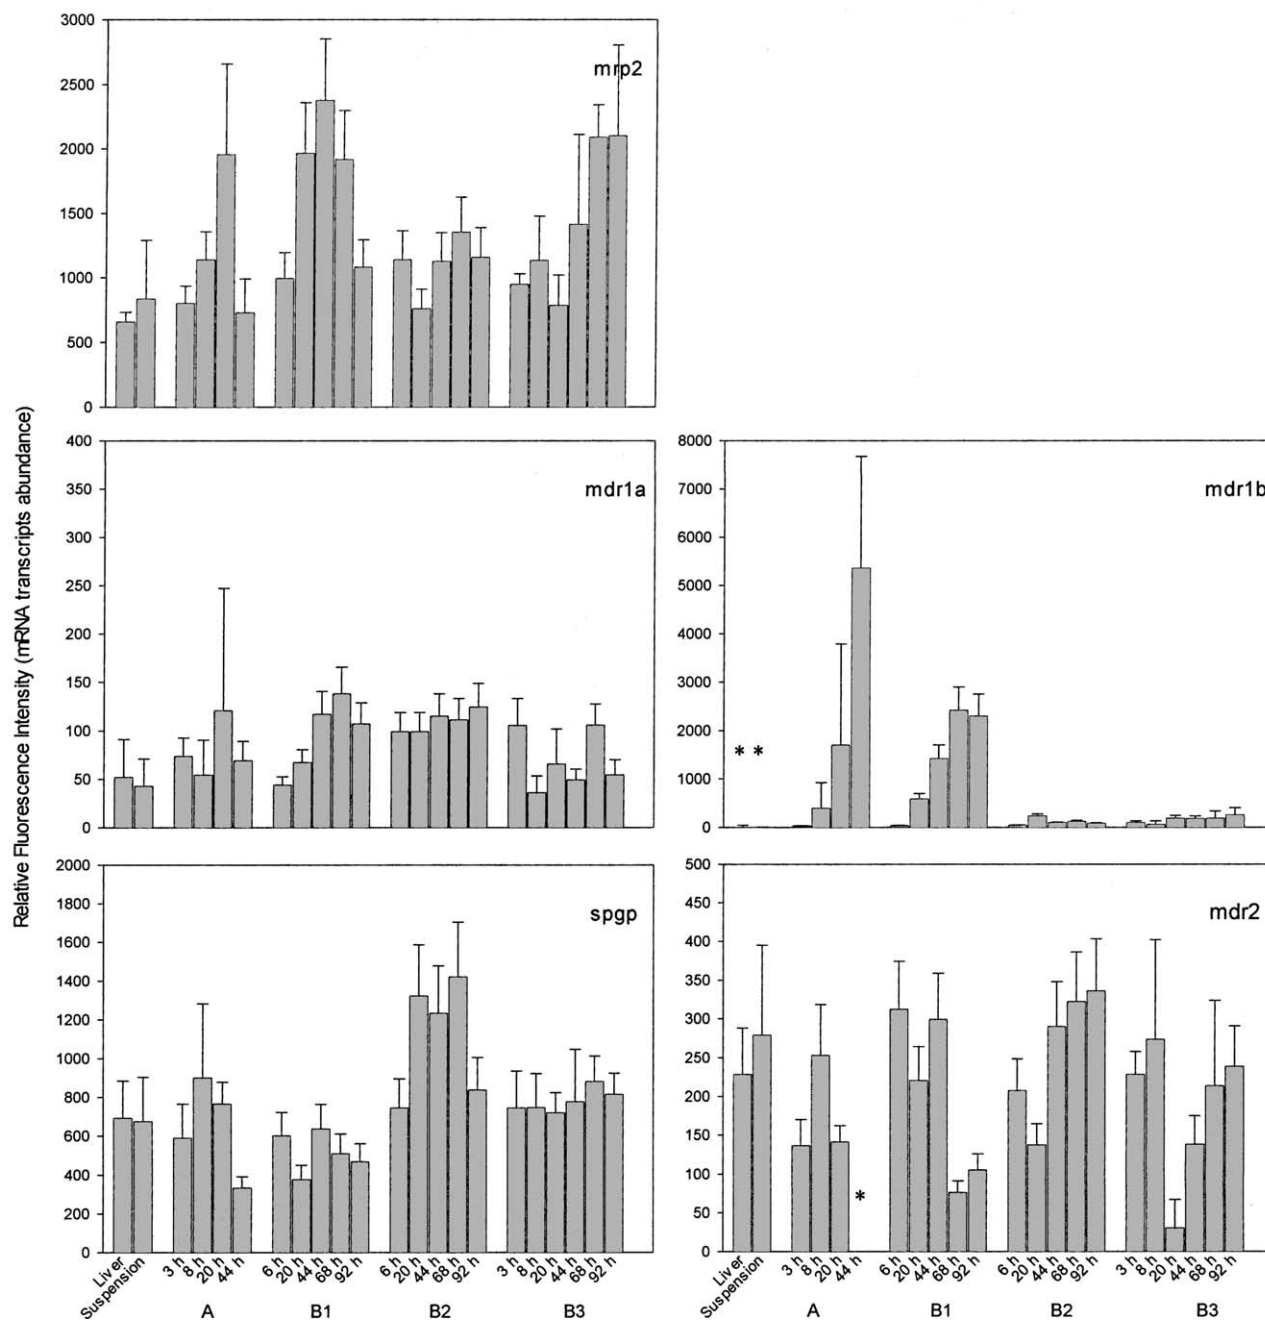 Relative Fluorescence Intensity (mRNA transcripts abundance)
mrp2
3000
2500
2000
1500
1000
500
0
mdr1a
400
350
300
250
200
150
100
50
0
mdr1b
8000
7000
6000
5000
4000
3000
2000
1000
0
* *
spgp
2000
1800
1600
1400
1200
1000
800
600
400
200
0
Liver
Suspension
3 h
8 h
20 h
44 h
6 h
20 h
44 h
68 h
92 h
6 h
20 h
44 h
68 h
92 h
3 h
8 h
20 h
44 h
68 h
92 h
A B1 B2 B3
mdr2
500
450
400
350
300
250
200
150
100
50
0
*
Liver
Suspension
3 h
8 h
20 h
44 h
6 h
20 h
44 h
68 h
92 h
6 h
20 h
44 h
68 h
92 h
3 h
8 h
20 h
44 h
68 h
92 h
A B1 B2 B3